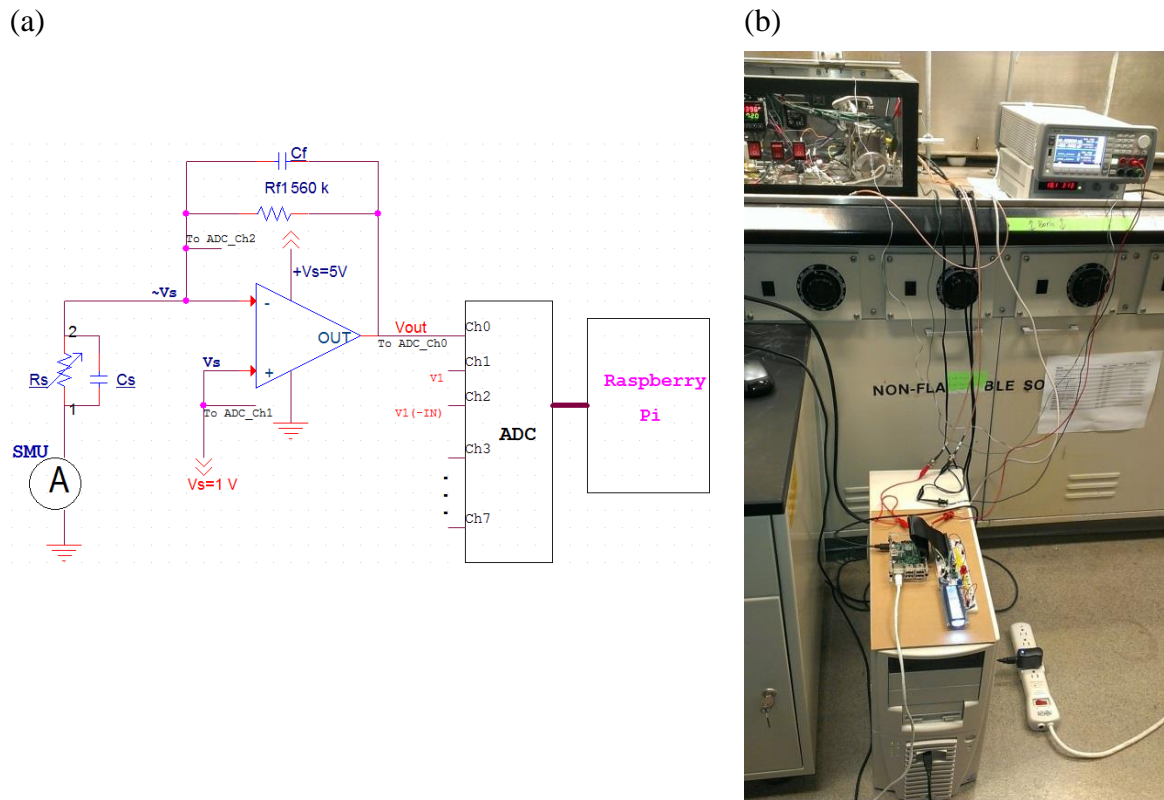 (a)
(b)
Cf
Rf1 560 k
To ADC_Ch2
+Vs=5V
~Vs
-
OUT
Vout
To ADC_Ch0
Ch0
Ch1
V1
Ch2
V1(-IN)
Ch3
Ch7
ADC
Raspberry
Pi
2
Rs
Cs
1
Vs
+
To ADC_Ch1
SMU
A
Vs=1 V
NON-FLA BLE SO